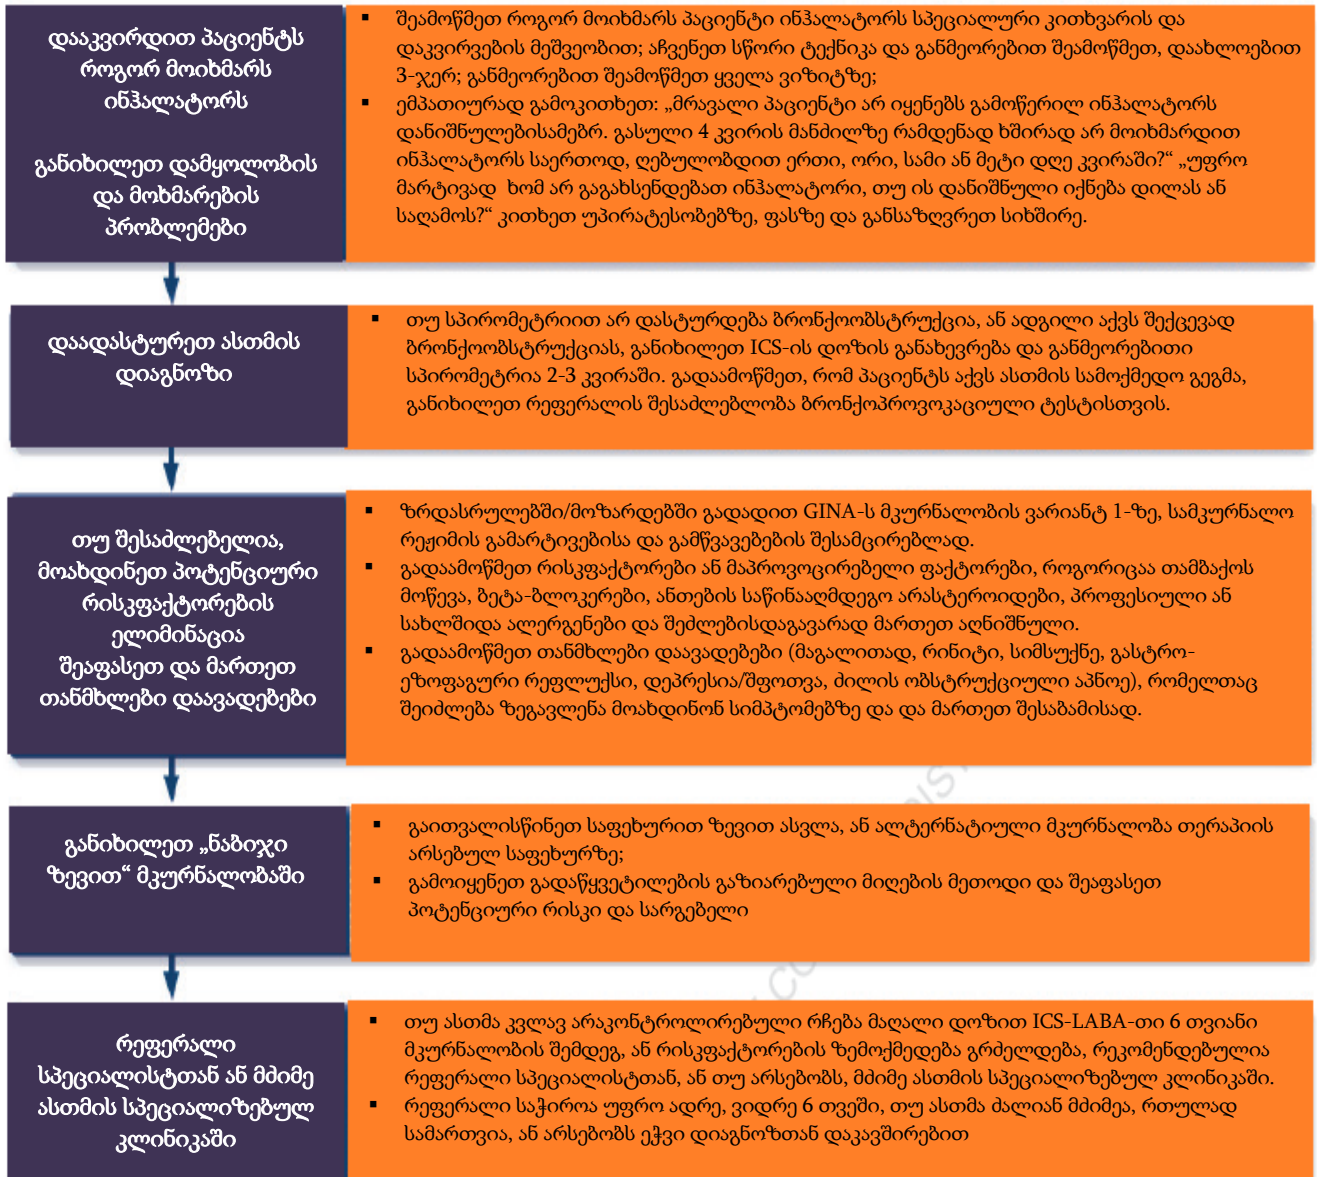 დააკვირდით პაციენტს
როგორ მოიხმარს
ინჰალატორს
განიხილეთ დამყოლობის
და მოხმარების
პრობლემები
▪ შეამოწმეთ როგორ მოიხმარს პაციენტი ინჰალატორს სპეციალური კითხვარის და
დაკვირვების მეშვეობით; აჩვენეთ სწორი ტექნიკა და განმეორებით შეამოწმეთ, დაახლოებით
3-ჯერ; განმეორებით შეამოწმეთ ყველა ვიზიტზე;
▪ ემპათიურად გამოკითხეთ: „მრავალი პაციენტი არ იყენებს გამოწერილ ინჰალატორს
დანიშნულებისამებრ. გასული 4 კვირის მანძილზე რამდენად ხშირად არ მოიხმარდით
ინჰალატორს საერთოდ, ღებულობდით ერთი, ორი, სამი ან მეტი დღე კვირაში?“ „უფრო
მარტივად ხომ არ გაგახსენდებათ ინჰალატორი, თუ ის დანიშნული იქნება დილას ან
საღამოს?“ კითხეთ უპირატესობებზე, ფასზე და განსაზღვრეთ სიხშირე.
დაადასტურეთ ასთმის
დიაგნოზი
▪ თუ სპირომეტრიით არ დასტურდება ბრონქოობსტრუქცია, ან ადგილი აქვს შექცევად
ბრონქოობსტრუქციას, განიხილეთ ICS-ის დოზის განახევრება და განმეორებითი
სპირომეტრია 2-3 კვირაში. გადაამოწმეთ, რომ პაციენტს აქვს ასთმის სამოქმედო გეგმა,
განიხილეთ რეფერალის შესაძლებლობა ბრონქოპროვოკაციული ტესტისთვის.
თუ შესაძლებელია,
მოახდინეთ პოტენციური
რისკფაქტორების
ელიმინაცია
შეაფასეთ და მართეთ
თანმხლები დაავადებები
▪ ზრდასრულებში/მოზარდებში გადადით GINA-ს მკურნალობის ვარიანტ 1-ზე, სამკურნალო
რეჟიმის გამარტივებისა და გამწვავებების შესამცირებლად.
▪ გადაამოწმეთ რისკფაქტორები ან მაპროვოცირებელი ფაქტორები, როგორიცაა თამბაქოს
მოწევა, ბეტა-ბლოკერები, ანთების საწინააღმდეგო არასტეროიდები, პროფესიული ან
სახლშიდა ალერგენები და შეძლებისდაგავარად მართეთ აღნიშნული.
▪ გადაამოწმეთ თანმხლები დაავადებები (მაგალითად, რინიტი, სიმსუქნე, გასტრო-
ეზოფაგური რეფლუქსი, დეპრესია/შფოთვა, ძილის ობსტრუქციული აპნოე), რომელთაც
შეიძლება ზეგავლენა მოახდინონ სიმპტომებზე და და მართეთ შესაბამისად.
განიხილეთ „ნაბიჯი
ზევით“ მკურნალობაში
▪ გაითვალისწინეთ საფეხურით ზევით ასვლა, ან ალტერნატიული მკურნალობა თერაპიის
არსებულ საფეხურზე;
▪ გამოიყენეთ გადაწყვეტილების გაზიარებული მიღების მეთოდი და შეაფასეთ
პოტენციური რისკი და სარგებელი
რეფერალი
სპეციალისტთან ან მძიმე
ასთმის სპეციალიზებულ
კლინიკაში
▪ თუ ასთმა კვლავ არაკონტროლირებული რჩება მაღალი დოზით ICS-LABA-თი 6 თვიანი
მკურნალობის შემდეგ, ან რისკფაქტორების ზემოქმედება გრძელდება, რეკომენდებულია
რეფერალი სპეციალისტთან, ან თუ არსებობს, მძიმე ასთმის სპეციალიზებულ კლინიკაში.
▪ რეფერალი საჭიროა უფრო ადრე, ვიდრე 6 თვეში, თუ ასთმა ძალიან მძიმეა, რთულად
სამართვია, ან არსებობს ეჭვი დიაგნოზთან დაკავშირებით